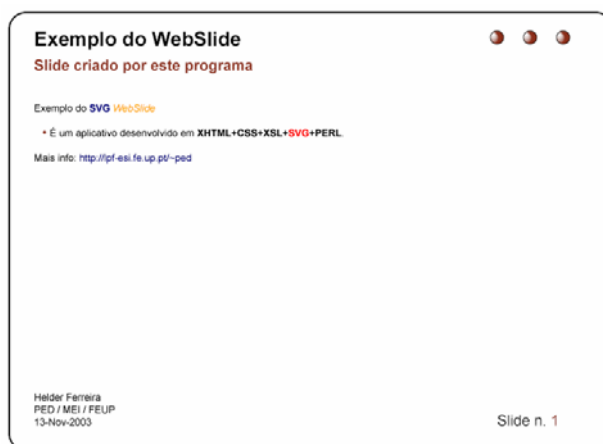 Exemplo do WebSlide
Slide criado por este programa
Exemplo do SVG WebSlide
• É um aplicativo desenvolvido em XHTML+CSS+XSL+SVG+PERL.
Mais info: http://lpf-esi.fe.up.pt/~ped
Helder Ferreira
PED / MEI / FEUP
13-Nov-2003
Slide n. 1